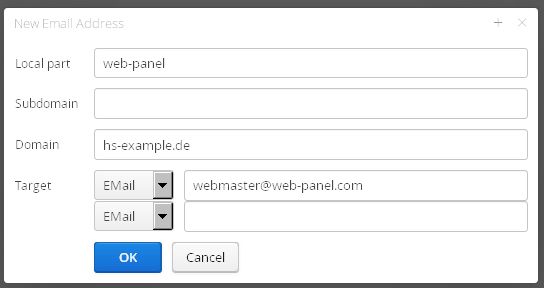 New Email Address
Local part web-panel
Subdomain
Domain hs-example.de
Target EMail webmaster@web-panel.com
EMail
OK Cancel